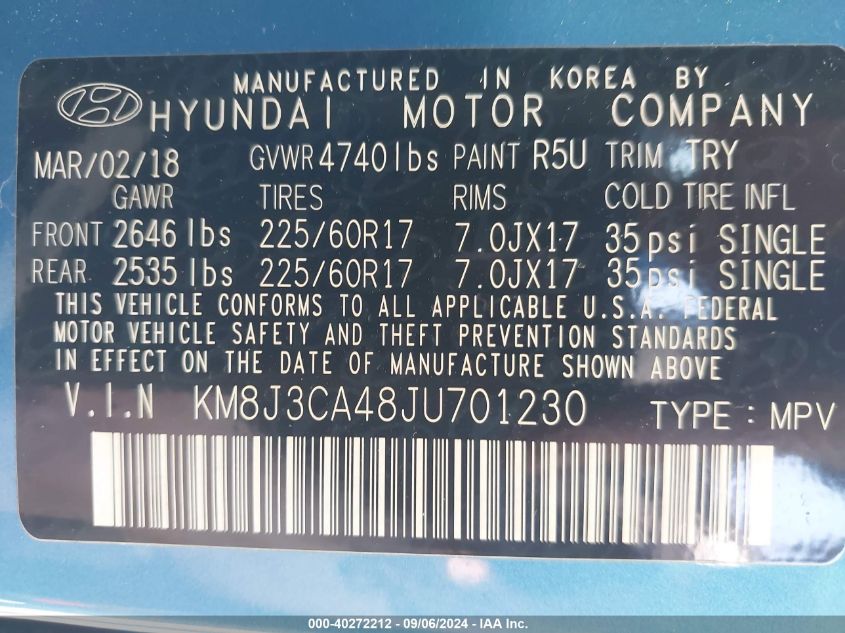 MANUFACTURED IN KOREA BY
HYUNDAI MOTOR COMPANY
MAR/02/18 GVWR 4740lbs PAINT R5U TRIM TRY
GAWR TIRES RIMS COLD TIRE INFL
FRONT 2646 lbs 225/60R17 7.0JX17 35psi SINGLE
REAR 2535 lbs 225/60R17 7.0JX17 35psi SINGLE
THIS VEHICLE CONFORMS TO ALL APPLICABLE U.S.A. FEDERAL
MOTOR VEHICLE SAFETY AND THEFT PREVENTION STANDARDS
IN EFFECT ON THE DATE OF MANUFACTURE SHOWN ABOVE
V.I.N KM8J3CA48JU701230 TYPE : MPV
000-40272212 - 09/06/2024 - IAA Inc.